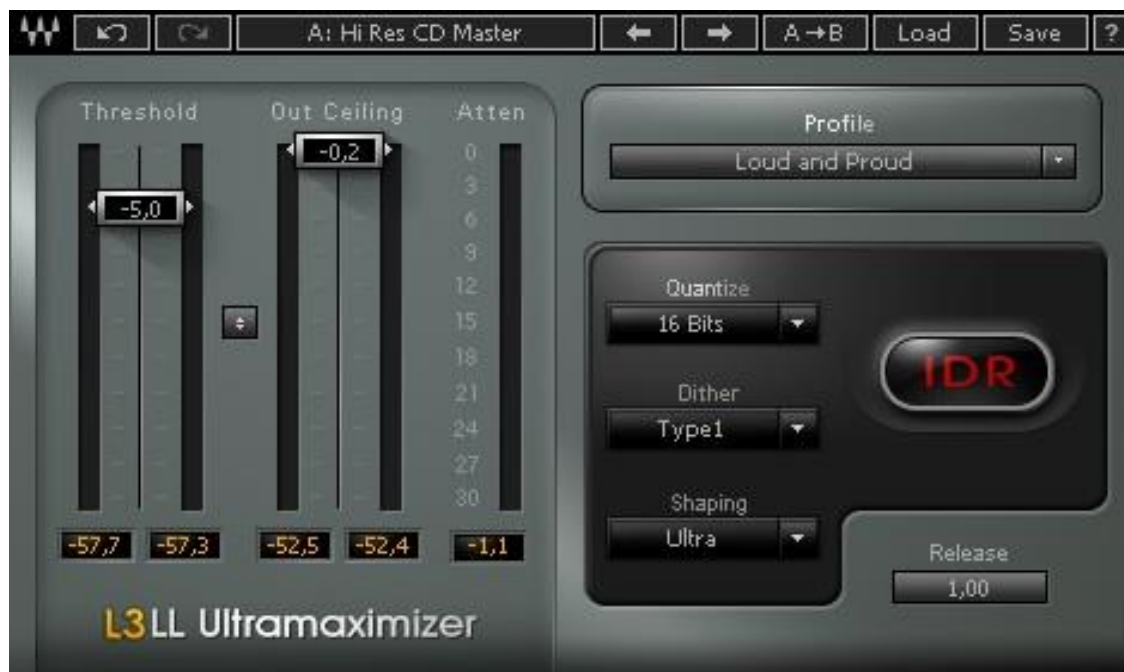 A: Hi Res CD Master
A→B
Load
Save
?
Threshold
Out Ceiling
Atten
-5,0
-0,2
0
3
6
9
12
15
18
21
24
27
30
-57,7
-57,3
-52,5
-52,4
-1,1
L3 LL Ultramaximizer
Profile
Loud and Proud
Quantize
16 Bits
IDR
Dither
Type1
Shaping
Ultra
Release
1,00